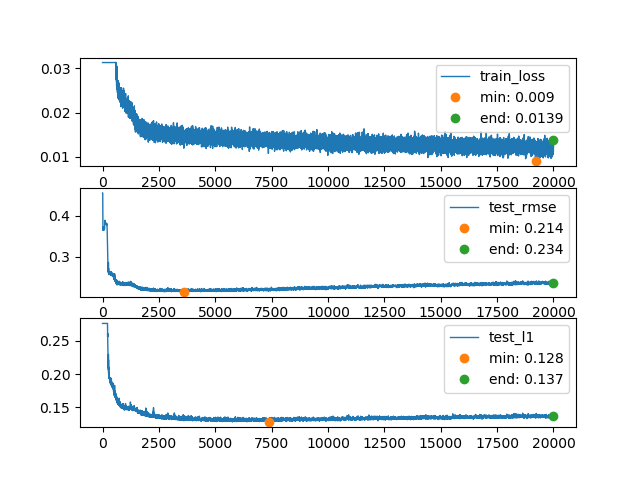 0.03
0.02
0.01
train_loss
min: 0.009
end: 0.0139
0 2500 5000 7500 10000 12500 15000 17500 20000
0.4
0.3
test_rmse
min: 0.214
end: 0.234
0 2500 5000 7500 10000 12500 15000 17500 20000
0.25
0.20
0.15
test_l1
min: 0.128
end: 0.137
0 2500 5000 7500 10000 12500 15000 17500 20000